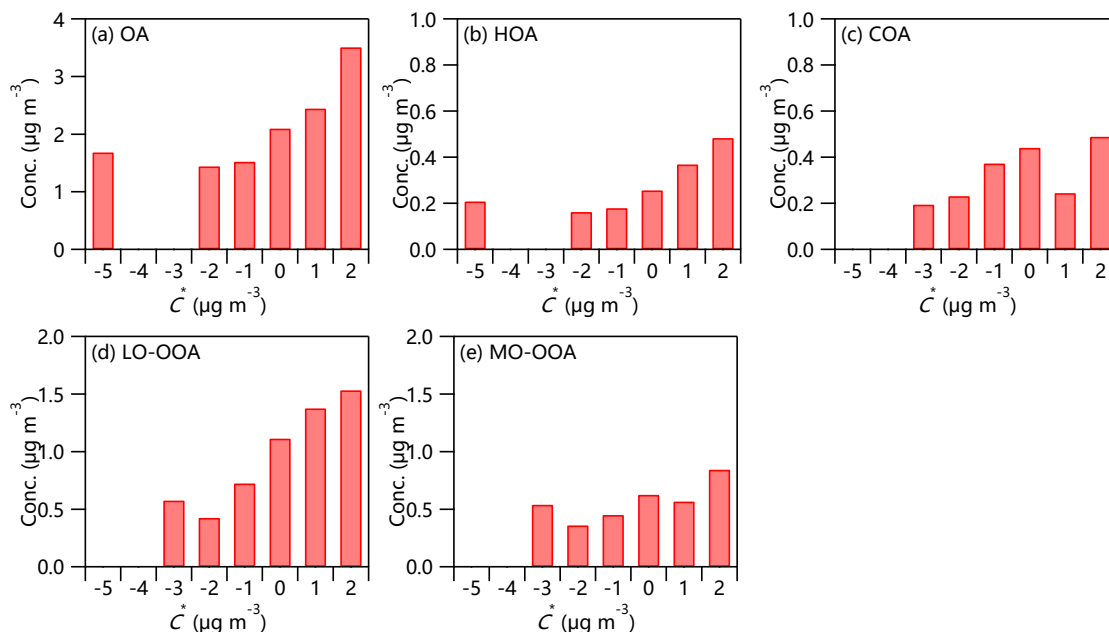 (a) OA
4
3
2
1
0
Conc. (µg m⁻³)
-5 -4 -3 -2 -1 0 1 2
C* (µg m⁻³)
(b) HOA
1.0
0.8
0.6
0.4
0.2
0.0
Conc. (µg m⁻³)
-5 -4 -3 -2 -1 0 1 2
C* (µg m⁻³)
(c) COA
1.0
0.8
0.6
0.4
0.2
0.0
Conc. (µg m⁻³)
-5 -4 -3 -2 -1 0 1 2
C* (µg m⁻³)
(d) LO-OOA
2.0
1.5
1.0
0.5
0.0
Conc. (µg m⁻³)
-5 -4 -3 -2 -1 0 1 2
C* (µg m⁻³)
(e) MO-OOA
2.0
1.5
1.0
0.5
0.0
Conc. (µg m⁻³)
-5 -4 -3 -2 -1 0 1 2
C* (µg m⁻³)